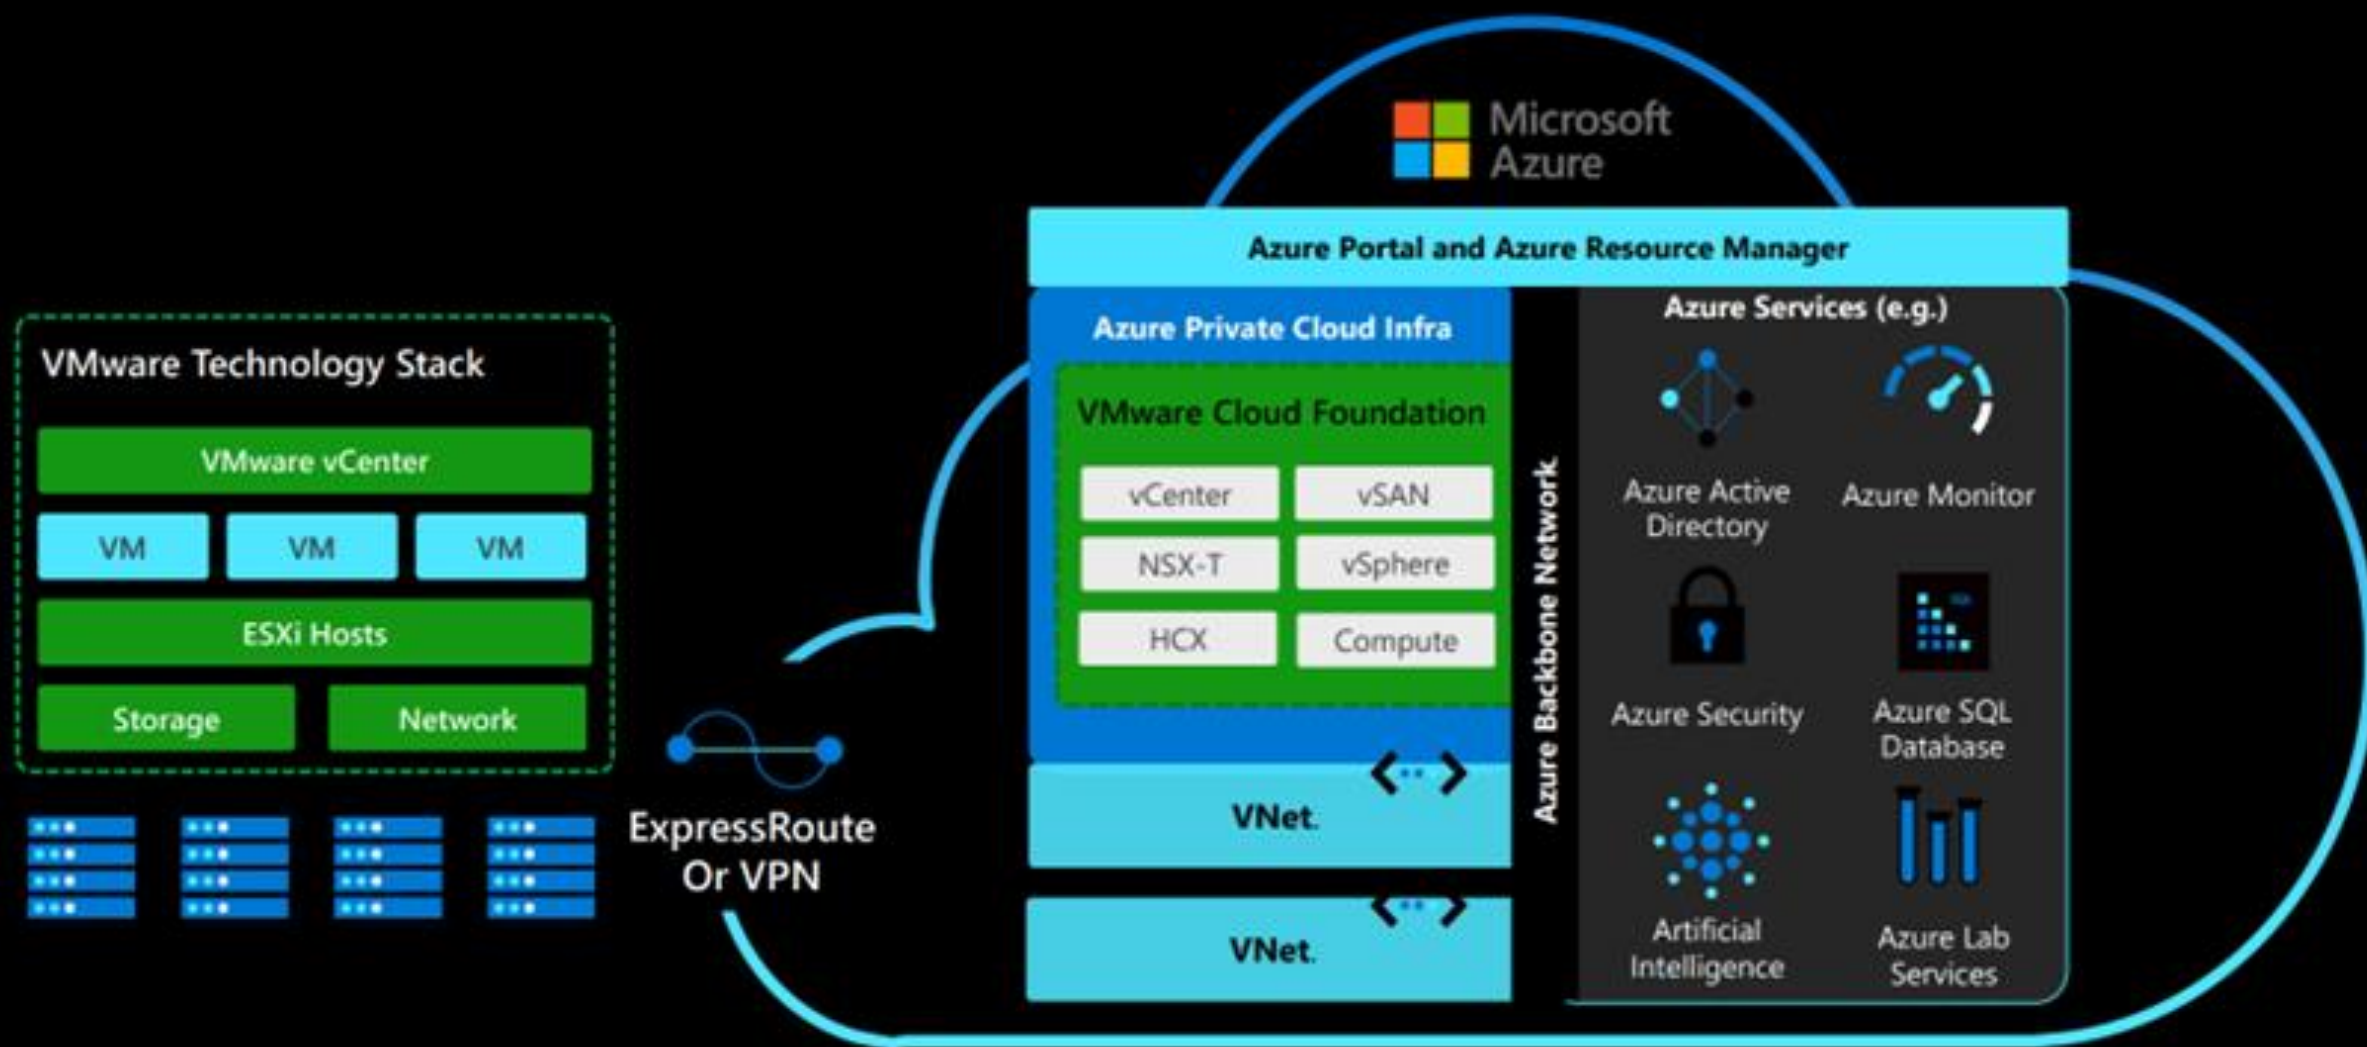 Microsoft
Azure
Azure Portal and Azure Resource Manager
VMware Technology Stack
VMware vCenter
VM
VM
VM
ESXi Hosts
Storage
Network
ExpressRoute
Or VPN
Azure Private Cloud Infra
VMware Cloud Foundation
vCenter
vSAN
NSX-T
vSphere
HCX
Compute
VNet.
VNet.
Azure Backbone Network
Azure Services (e.g.)
Azure Active
Directory
Azure Monitor
Azure Security
Azure SQL
Database
Artificial
Intelligence
Azure Lab
Services